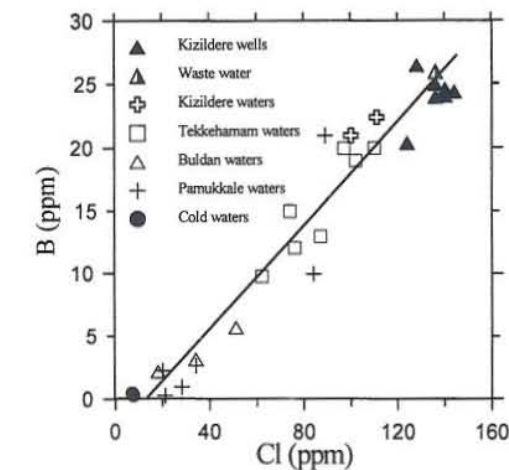 30
25
20
15
10
5
0
B (ppm)
Kizildere wells
Waste water
Kizildere waters
Tekkehamam waters
Buldan waters
Pamukkale waters
Cold waters
0 40 80 120 160
Cl (ppm)